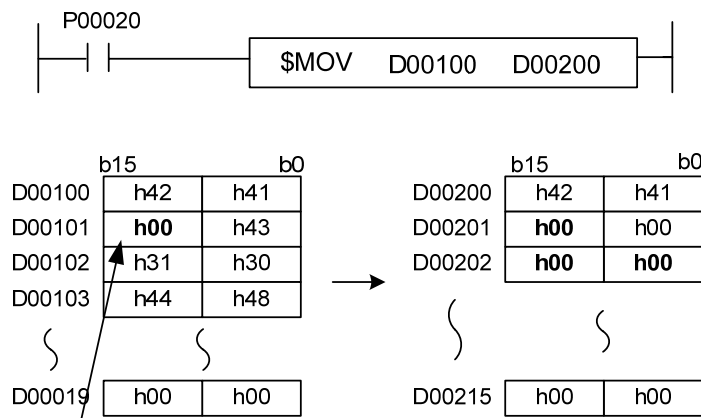 P00020
$MOV D00100 D00200
b15 b0
D00100 h42 h41
D00101 h00 h43
D00102 h31 h30
D00103 h44 h48
D00019 h00 h00
b15 b0
D00200 h42 h41
D00201 h00 h00
D00202 h00 h00
D00215 h00 h00